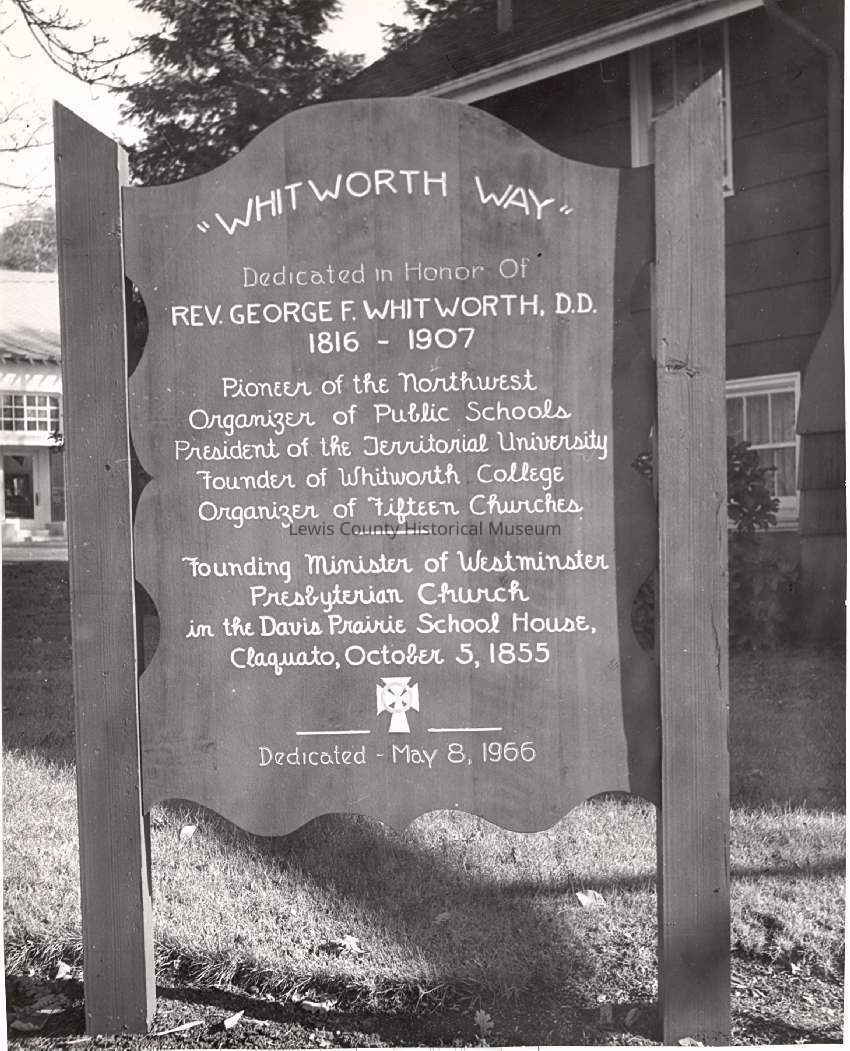 "WHITWORTH WAY"
Dedicated in Honor Of
REV. GEORGE F. WHITWORTH, D.D.
1816 - 1907
Pioneer of the Northwest
Organizer of Public Schools
President of the Territorial University
Founder of Whitworth College
Organizer of Fifteen Churches
Lewis County Historical Museum
Founding Minister of Westminster
Presbyterian Church
in the Davis Prairie School House,
Claquato, October 5, 1855
Dedicated - May 8, 1966